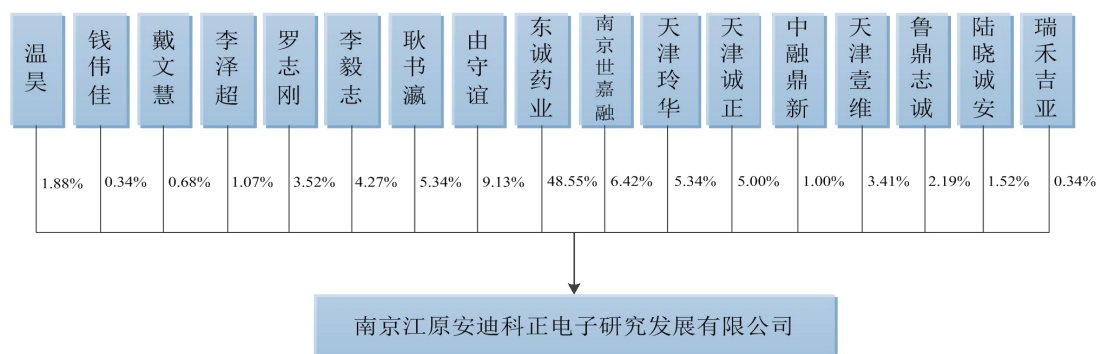 温昊
钱伟佳
戴文慧
李泽超
罗志刚
李毅志
耿书瀛
由守谊
东诚药业
南京世嘉融
天津玲华
天津诚正
中融鼎新
天津壹维
鲁鼎志诚
陆晓诚安
瑞禾吉亚
1.88%
0.34%
0.68%
1.07%
3.52%
4.27%
5.34%
9.13%
48.55%
6.42%
5.34%
5.00%
1.00%
3.41%
2.19%
1.52%
0.34%
南京江原安迪科正电子研究发展有限公司